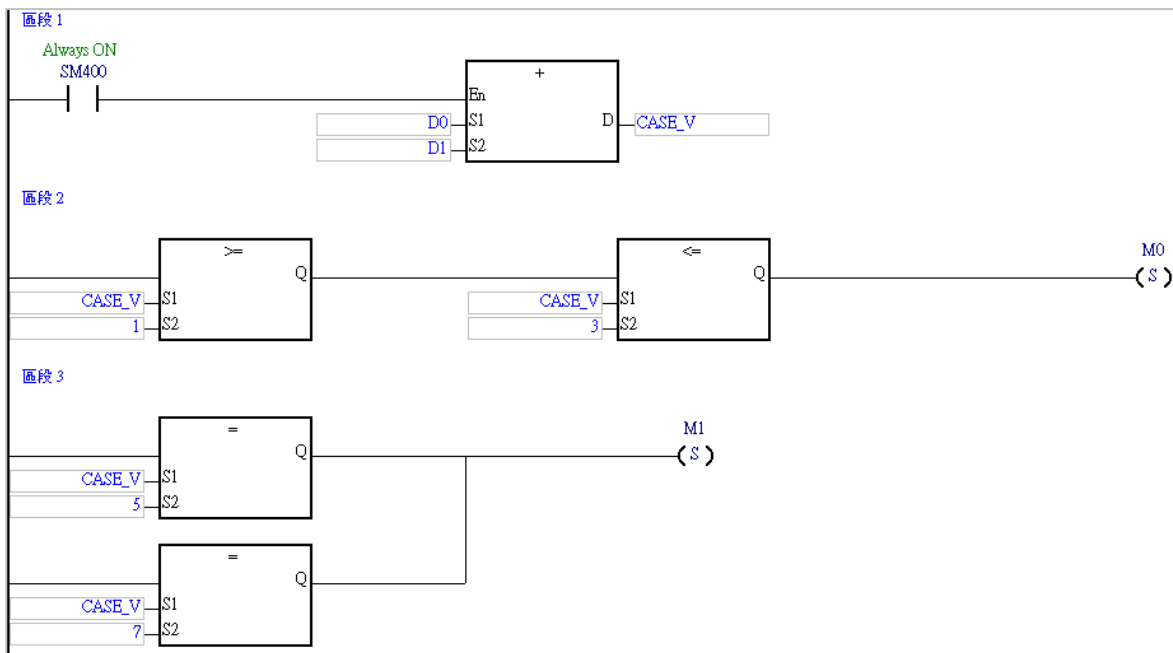 區段 1
Always ON
SM400
+
En
D0 S1 D CASE_V
D1 S2
區段 2
>= <= M0
Q Q ( S )
CASE_V S1 CASE_V S1
1 S2 3 S2
區段 3
= M1
Q ( S )
CASE_V S1
5 S2
=
Q
CASE_V S1
7 S2